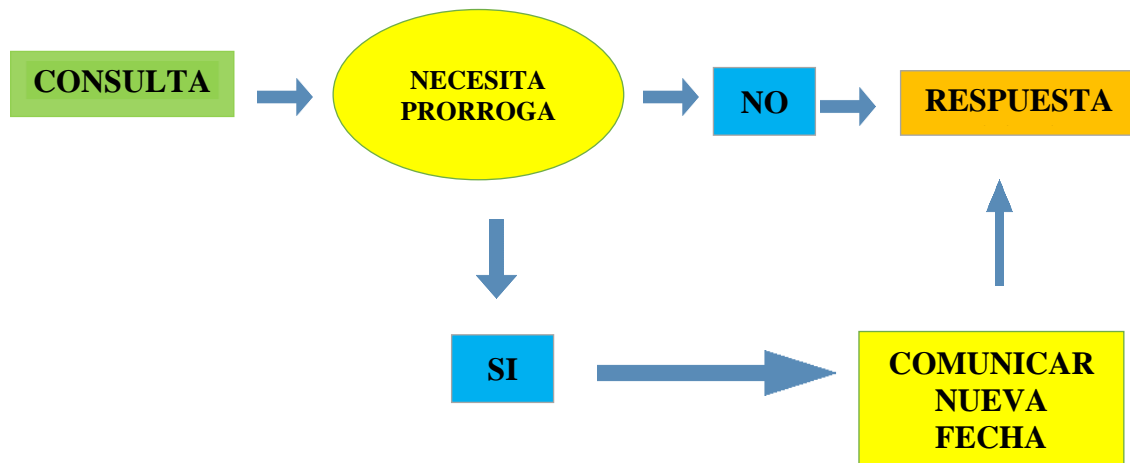 CONSULTA
NECESITA
PRORROGA
NO
RESPUESTA
SI
COMUNICAR
NUEVA
FECHA